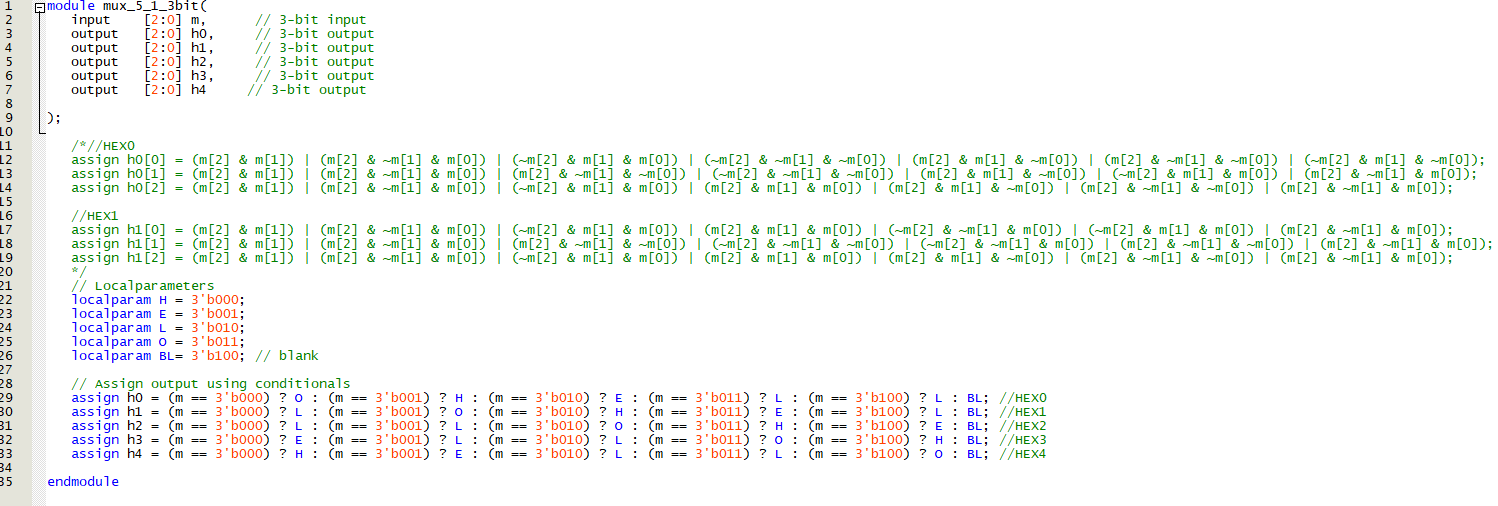 1 module mux_5_1_3bit(
2 input [2:0] m, // 3-bit input
3 output [2:0] h0, // 3-bit output
4 output [2:0] h1, // 3-bit output
5 output [2:0] h2, // 3-bit output
6 output [2:0] h3, // 3-bit output
7 output [2:0] h4 // 3-bit output
8
9 );
10
11 /*//HEX0
12 assign h0[0] = (m[2] & m[1]) | (m[2] & ~m[1] & m[0]) | (~m[2] & m[1] & m[0]) | (~m[2] & ~m[1] & ~m[0]) | (m[2] & m[1] & ~m[0]) | (m[2] & ~m[1] & ~m[0]) | (~m[2] & m[1] & ~m[0]);
13 assign h0[1] = (m[2] & m[1]) | (m[2] & ~m[1] & m[0]) | (m[2] & ~m[1] & ~m[0]) | (~m[2] & ~m[1] & ~m[0]) | (m[2] & m[1] & ~m[0]) | (~m[2] & m[1] & m[0]) | (m[2] & m[1] & m[0]);
14 assign h0[2] = (m[2] & m[1]) | (m[2] & ~m[1] & m[0]) | (~m[2] & ~m[1] & m[0]) | (m[2] & m[1] & m[0]) | (m[2] & m[1] & ~m[0]) | (m[2] & ~m[1] & ~m[0]) | (m[2] & m[1] & m[0]);
15
16 //HEX1
17 assign h1[0] = (m[2] & m[1]) | (m[2] & ~m[1] & m[0]) | (~m[2] & m[1] & m[0]) | (m[2] & m[1] & m[0]) | (~m[2] & ~m[1] & m[0]) | (~m[2] & m[1] & ~m[0]) | (m[2] & m[1] & m[0]);
18 assign h1[1] = (m[2] & m[1]) | (m[2] & ~m[1] & m[0]) | (m[2] & ~m[1] & ~m[0]) | (~m[2] & ~m[1] & ~m[0]) | (~m[2] & ~m[1] & m[0]) | (m[2] & ~m[1] & ~m[0]) | (m[2] & m[1] & m[0]);
19 assign h1[2] = (m[2] & m[1]) | (m[2] & ~m[1] & m[0]) | (~m[2] & m[1] & ~m[0]) | (m[2] & m[1] & m[0]) | (m[2] & m[1] & ~m[0]) | (m[2] & ~m[1] & ~m[0]) | (m[2] & m[1] & m[0]);
20 */
21 // Localparameters
22 localparam H = 3'b000;
23 localparam E = 3'b001;
24 localparam L = 3'b010;
25 localparam O = 3'b011;
26 localparam BL= 3'b100; // blank
27
28 // Assign output using conditionals
29 assign h0 = (m == 3'b000) ? O : (m == 3'b001) ? H : (m == 3'b010) ? E : (m == 3'b011) ? L : (m == 3'b100) ? L : BL; //HEX0
30 assign h1 = (m == 3'b000) ? L : (m == 3'b001) ? O : (m == 3'b010) ? H : (m == 3'b011) ? E : (m == 3'b100) ? L : BL; //HEX1
31 assign h2 = (m == 3'b000) ? L : (m == 3'b001) ? L : (m == 3'b010) ? O : (m == 3'b011) ? H : (m == 3'b100) ? E : BL; //HEX2
32 assign h3 = (m == 3'b000) ? E : (m == 3'b001) ? L : (m == 3'b010) ? L : (m == 3'b011) ? O : (m == 3'b100) ? H : BL; //HEX3
33 assign h4 = (m == 3'b000) ? H : (m == 3'b001) ? E : (m == 3'b010) ? L : (m == 3'b011) ? L : (m == 3'b100) ? O : BL; //HEX4
34
35 endmodule